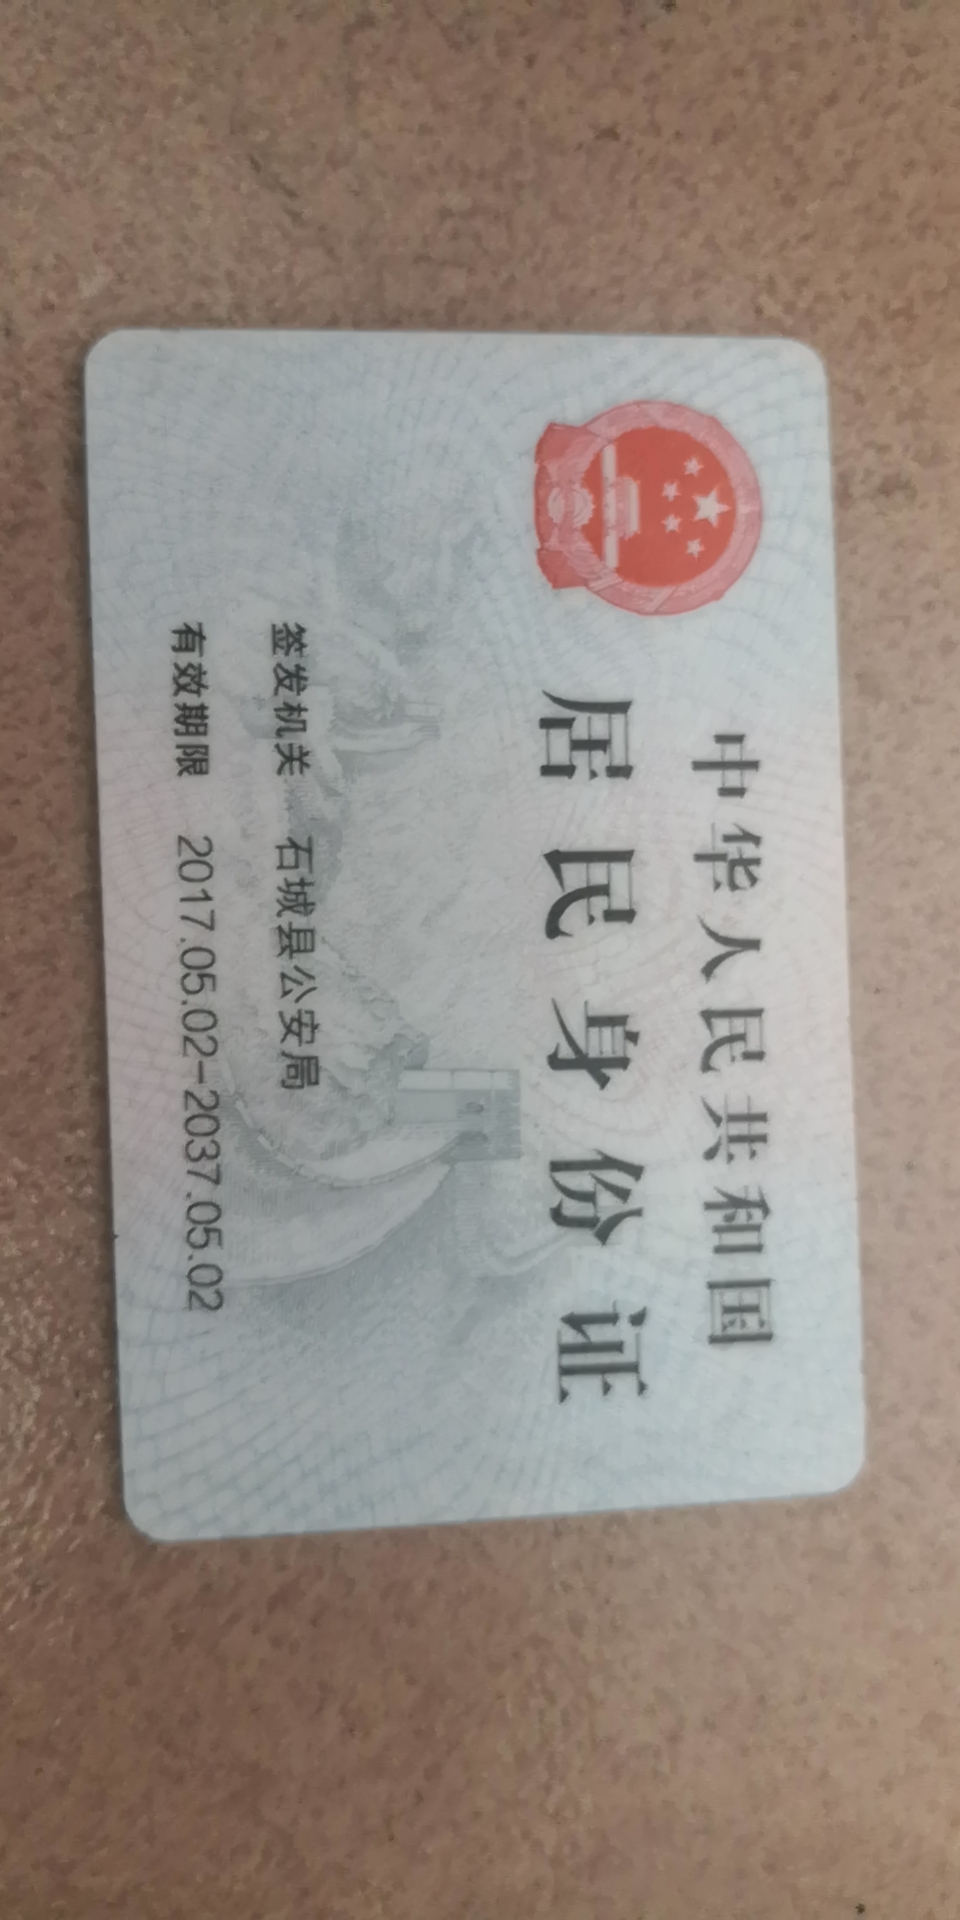 中华人民共和国
居民身份证
签发机关 石城县公安局
有效期限 2017.05.02-2037.05.02